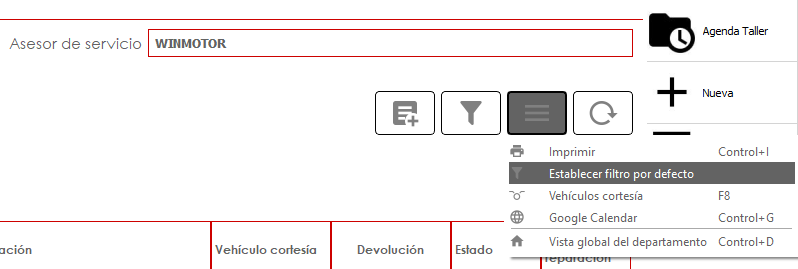 Asesor de servicio WINMOTOR
Agenda Taller
Nueva
Imprimir Control+I
Establecer filtro por defecto
Vehículos cortesía F8
Google Calendar Control+G
Vista global del departamento Control+D
ación Vehículo cortesía Devolución Estado
reparación